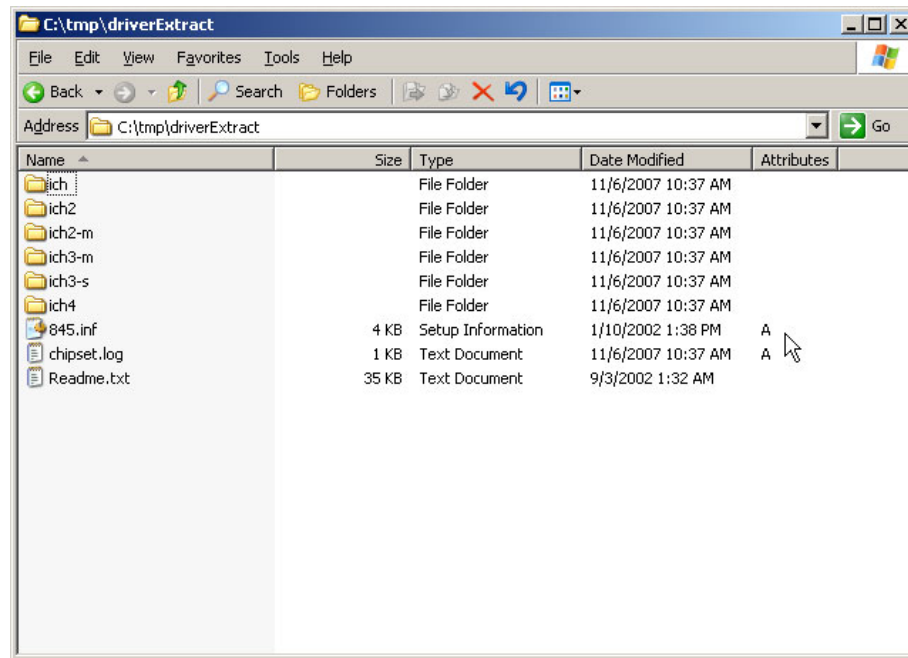 C:\tmp\driverExtract
File Edit View Favorites Tools Help
Back Search Folders
Address C:\tmp\driverExtract Go
Name Size Type Date Modified Attributes
ich File Folder 11/6/2007 10:37 AM
ich2 File Folder 11/6/2007 10:37 AM
ich2-m File Folder 11/6/2007 10:37 AM
ich3-m File Folder 11/6/2007 10:37 AM
ich3-s File Folder 11/6/2007 10:37 AM
ich4 File Folder 11/6/2007 10:37 AM
845.inf 4 KB Setup Information 1/10/2002 1:38 PM A
chipset.log 1 KB Text Document 11/6/2007 10:37 AM A
Readme.txt 35 KB Text Document 9/3/2002 1:32 AM